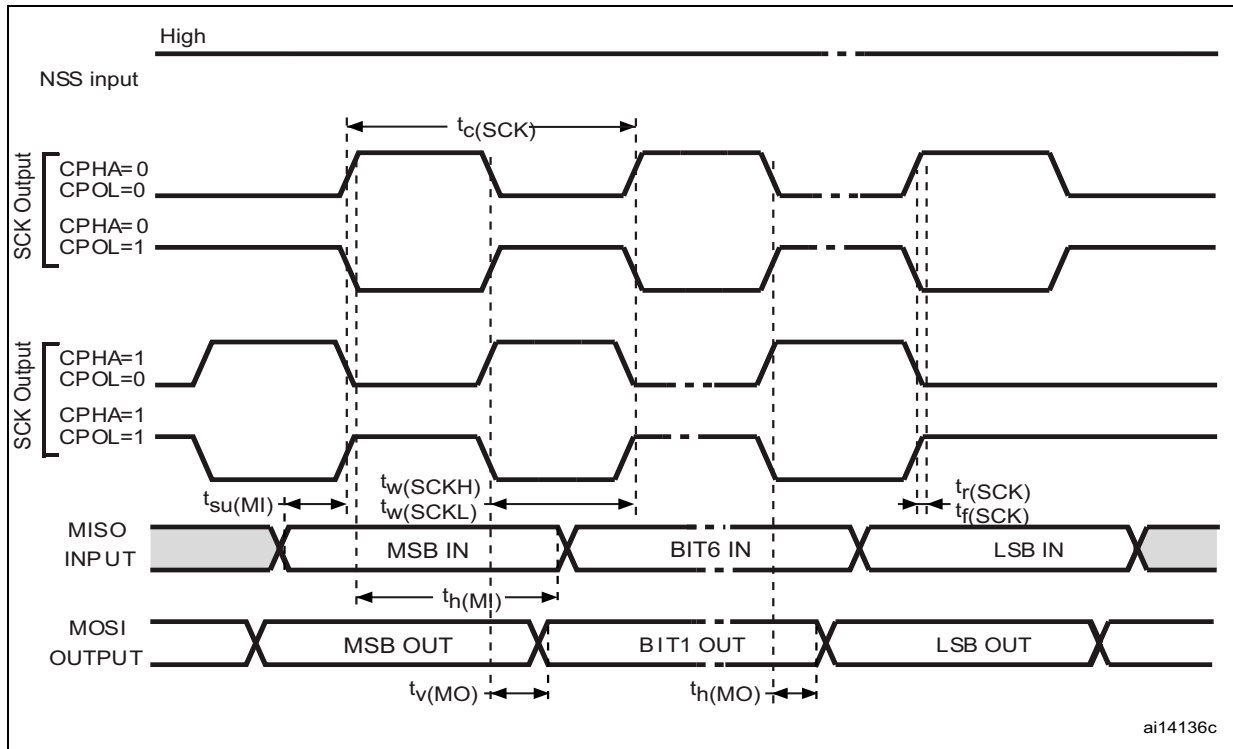 High
NSS input
tc(SCK)
SCK Output
CPHA=0
CPOL=0
CPHA=0
CPOL=1
SCK Output
CPHA=1
CPOL=0
CPHA=1
CPOL=1
tsu(MI)
tw(SCKH)
tw(SCKL)
tr(SCK)
tf(SCK)
MISO
INPUT
MSB IN
BIT6 IN
LSB IN
th(MI)
MOSI
OUTPUT
MSB OUT
BIT1 OUT
LSB OUT
tv(MO)
th(MO)
ai14136c